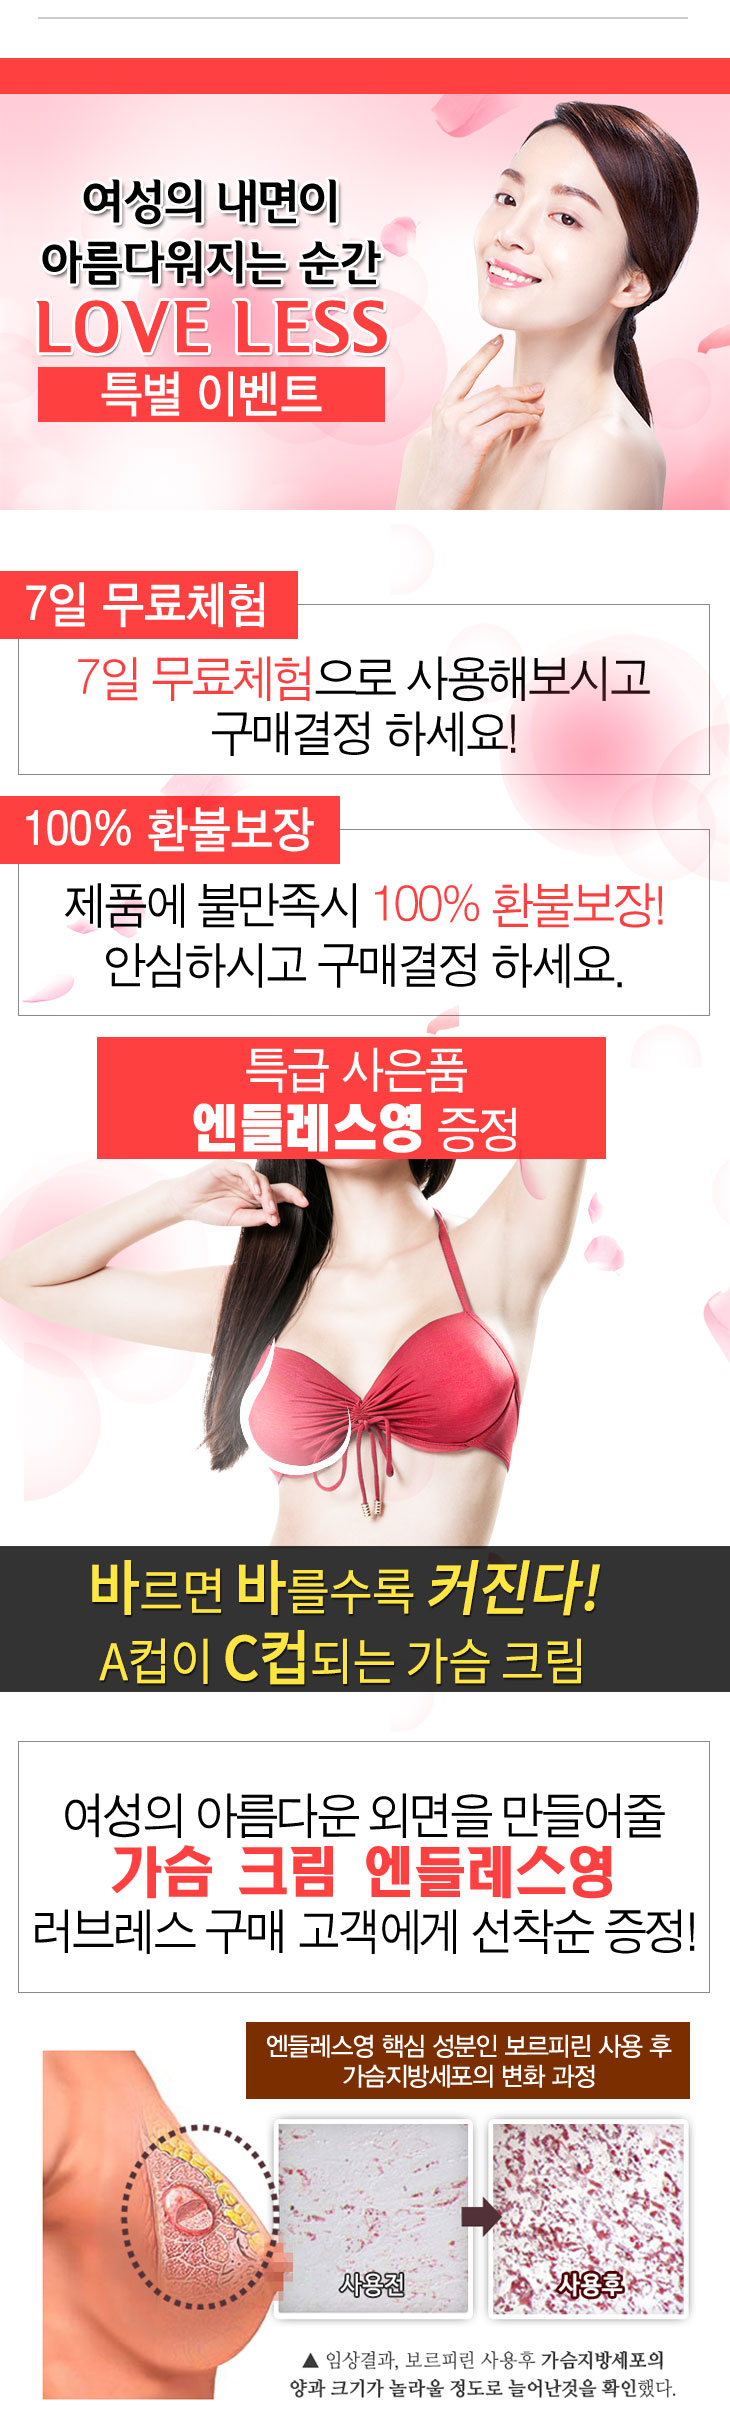 여성의 내면이
아름다워지는 순간
LOVE LESS
특별 이벤트
7일 무료체험
7일 무료체험으로 사용해보시고
구매결정 하세요!
100% 환불보장
제품에 불만족시 100% 환불보장!
안심하시고 구매결정 하세요.
특급 사은품
엔들레스영 증정
바르면 바를수록 커진다!
A컵이 C컵되는 가슴 크림
여성의 아름다운 외면을 만들어줄
가슴 크림 엔들레스영
러브레스 구매 고객에게 선착순 증정!
엔들레스영 핵심 성분인 보르피린 사용 후
가슴지방세포의 변화 과정
사용전
사용후
▲ 임상결과, 보르피린 사용후 가슴지방세포의
양과 크기가 놀라울 정도로 늘어난것을 확인했다.